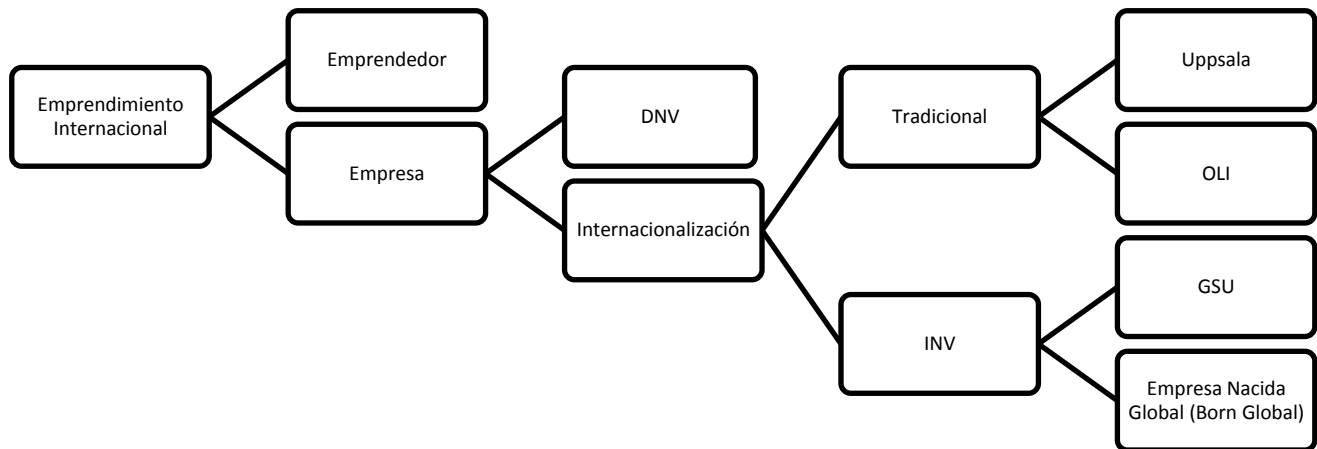 Emprendimiento
Internacional
Emprendedor
Empresa
DNV
Internacionalización
Tradicional
INV
Uppsala
OLI
GSU
Empresa Nacida
Global (Born Global)